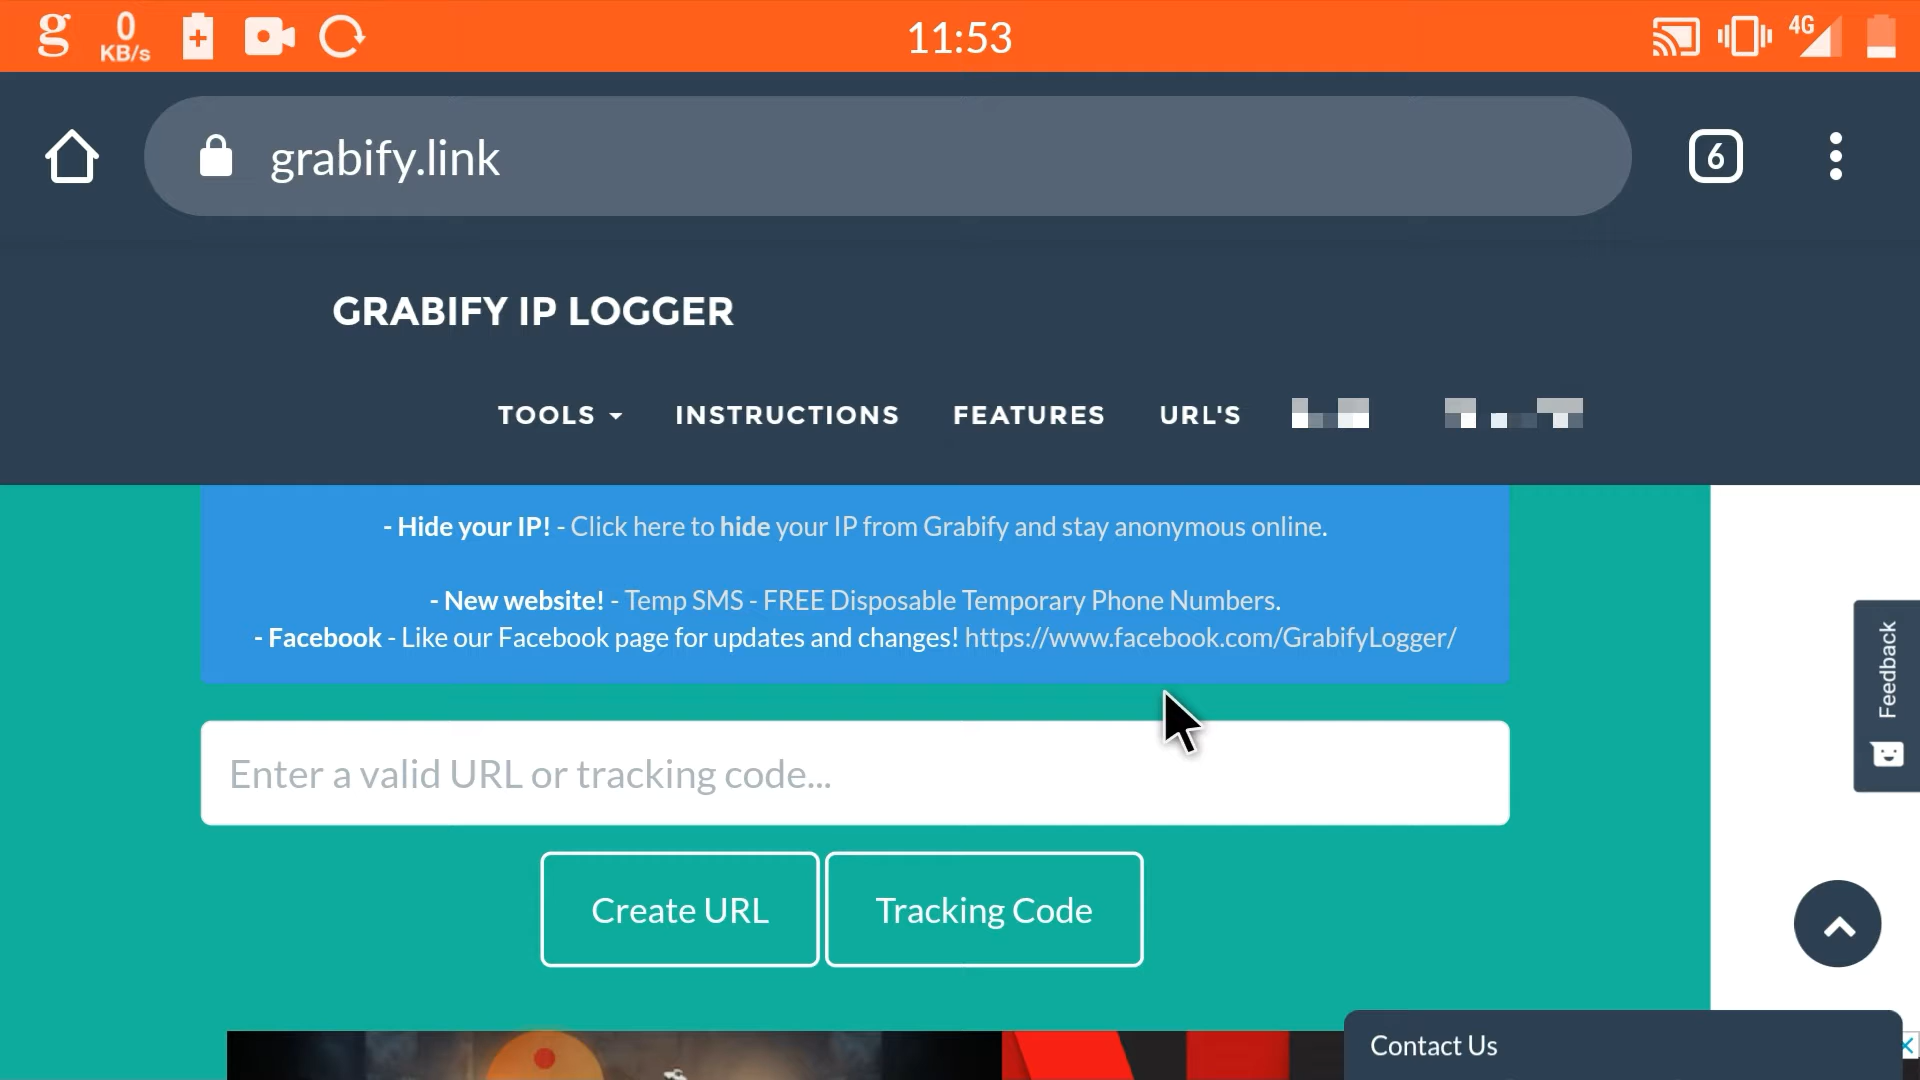 g
0
KB/s
11:53
4G
grabify.link
6
GRABIFY IP LOGGER
TOOLS
INSTRUCTIONS
FEATURES
URL'S
- Hide your IP! - Click here to hide your IP from Grabify and stay anonymous online.
- New website! - Temp SMS - FREE Disposable Temporary Phone Numbers.
- Facebook - Like our Facebook page for updates and changes! https://www.facebook.com/GrabifyLogger/
Feedback
Enter a valid URL or tracking code...
Create URL
Tracking Code
Contact Us